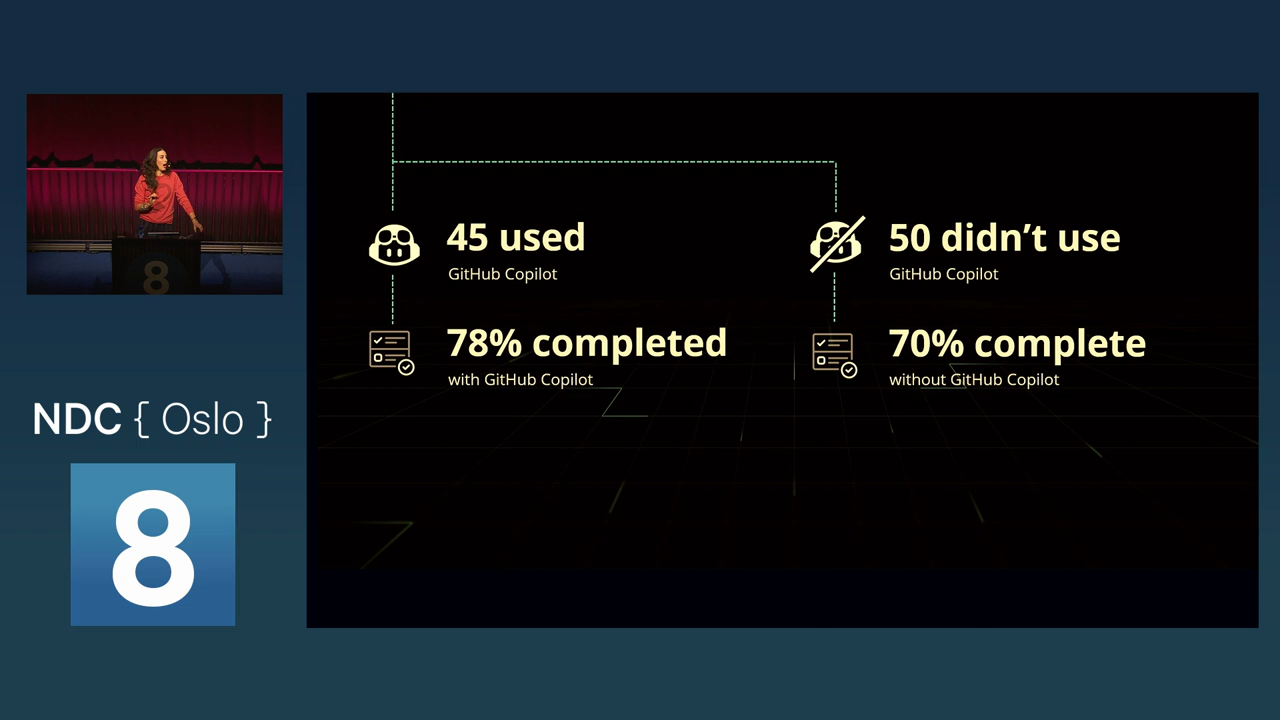 45 used
GitHub Copilot
50 didn’t use
GitHub Copilot
78% completed
with GitHub Copilot
70% complete
without GitHub Copilot
8
NDC { Oslo }
8